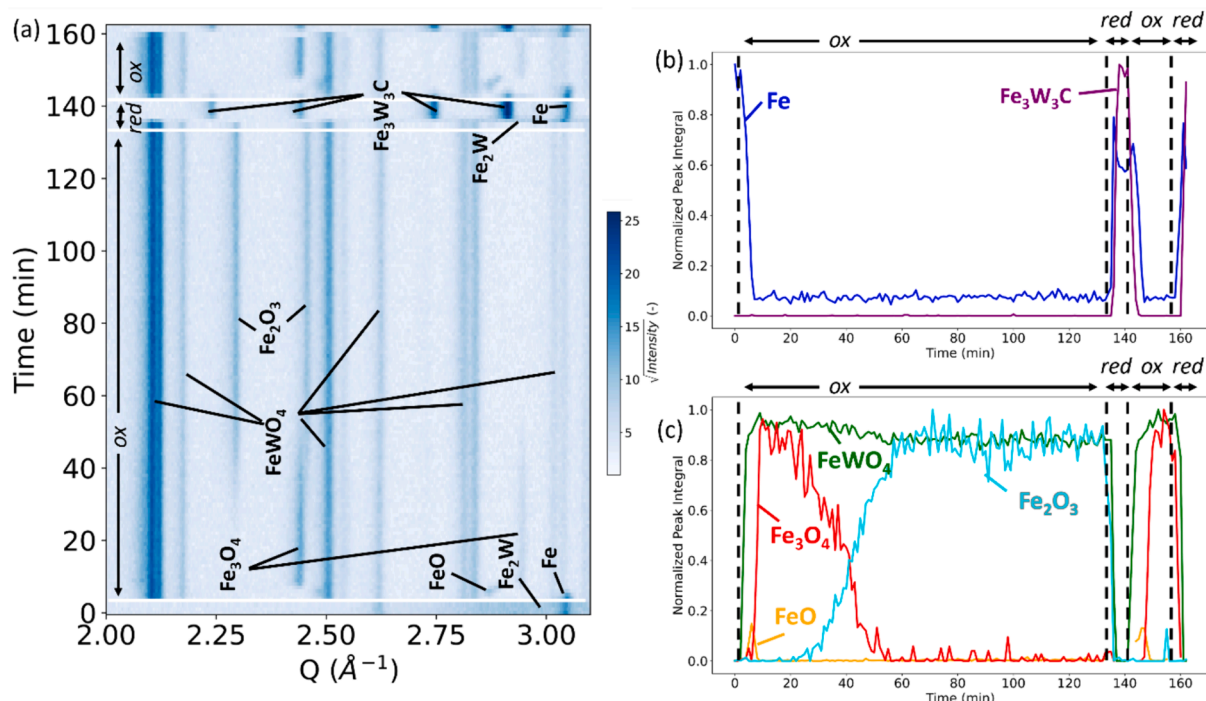 (a)
160
140
120
100
80
60
40
20
0
Time (min)
ox
red
ox
Fe₃W₃C
Fe
Fe₂W
Fe₂O₃
FeWO₄
Fe₃O₄
FeO
Fe₂W
Fe
2.00 2.25 2.50 2.75 3.00
Q (Å⁻¹)
25
20
15
10
5
√Intensity (-)
red red
ox ox
(b)
Normalized Peak Integral
1.0
0.8
0.6
0.4
0.2
0.0
Fe
Fe₃W₃C
0 20 40 60 80 100 120 140 160
Time (min)
red red
ox ox
(c)
Normalized Peak Integral
1.0
0.8
0.6
0.4
0.2
0.0
FeWO₄
Fe₃O₄
Fe₂O₃
FeO
0 20 40 60 80 100 120 140 160
Time (min)